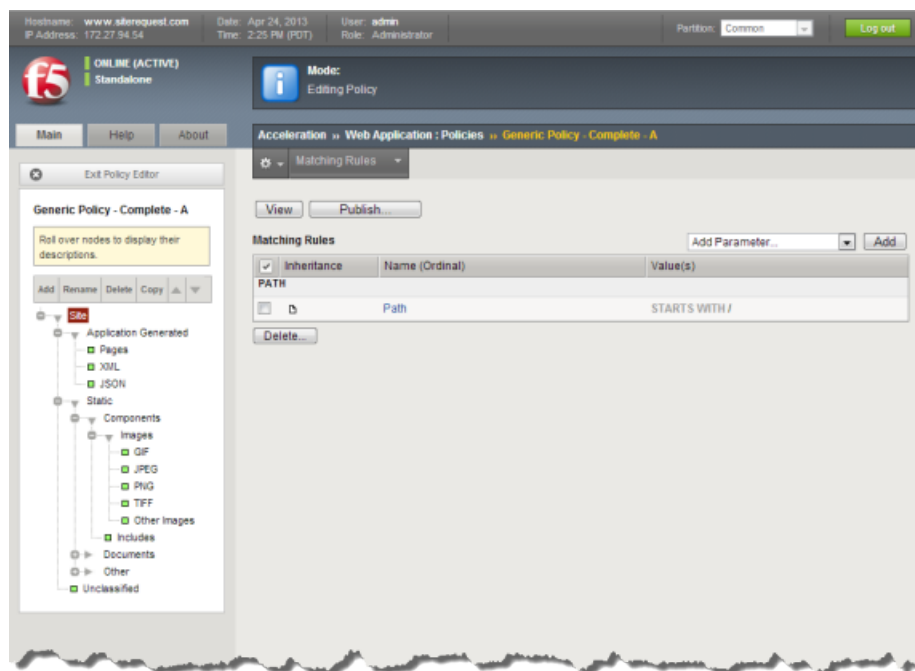 Hostname: www.siterequest.com Date: Apr 24, 2013 User: admin
IP Address: 172.27.94.54 Time: 2:25 PM (PDT) Role: Administrator
Partition: Common Log out
f5
ONLINE (ACTIVE)
Standalone
Mode:
Editing Policy
Main Help About
Acceleration ›› Web Application : Policies ›› Generic Policy - Complete - A
Matching Rules
Exit Policy Editor
Generic Policy - Complete - A
Roll over nodes to display their
descriptions.
Add Rename Delete Copy
Site
Application Generated
Pages
XML
JSON
Static
Components
Images
GIF
JPEG
PNG
TIFF
Other Images
Includes
Documents
Other
Unclassified
View Publish...
Matching Rules Add Parameter... Add
Inheritance Name (Ordinal) Value(s)
PATH
Path STARTS WITH /
Delete...